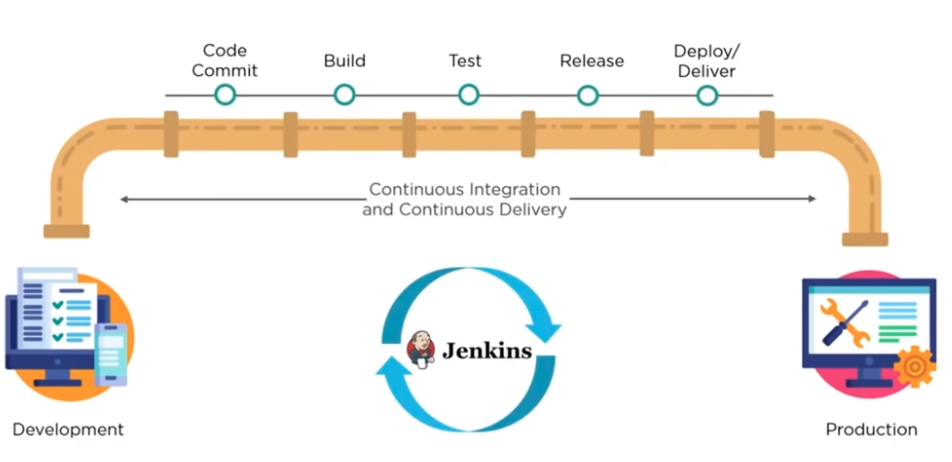 Code
Commit
Build
Test
Release
Deploy/
Deliver
Continuous Integration
and Continuous Delivery
Jenkins
Development
Production